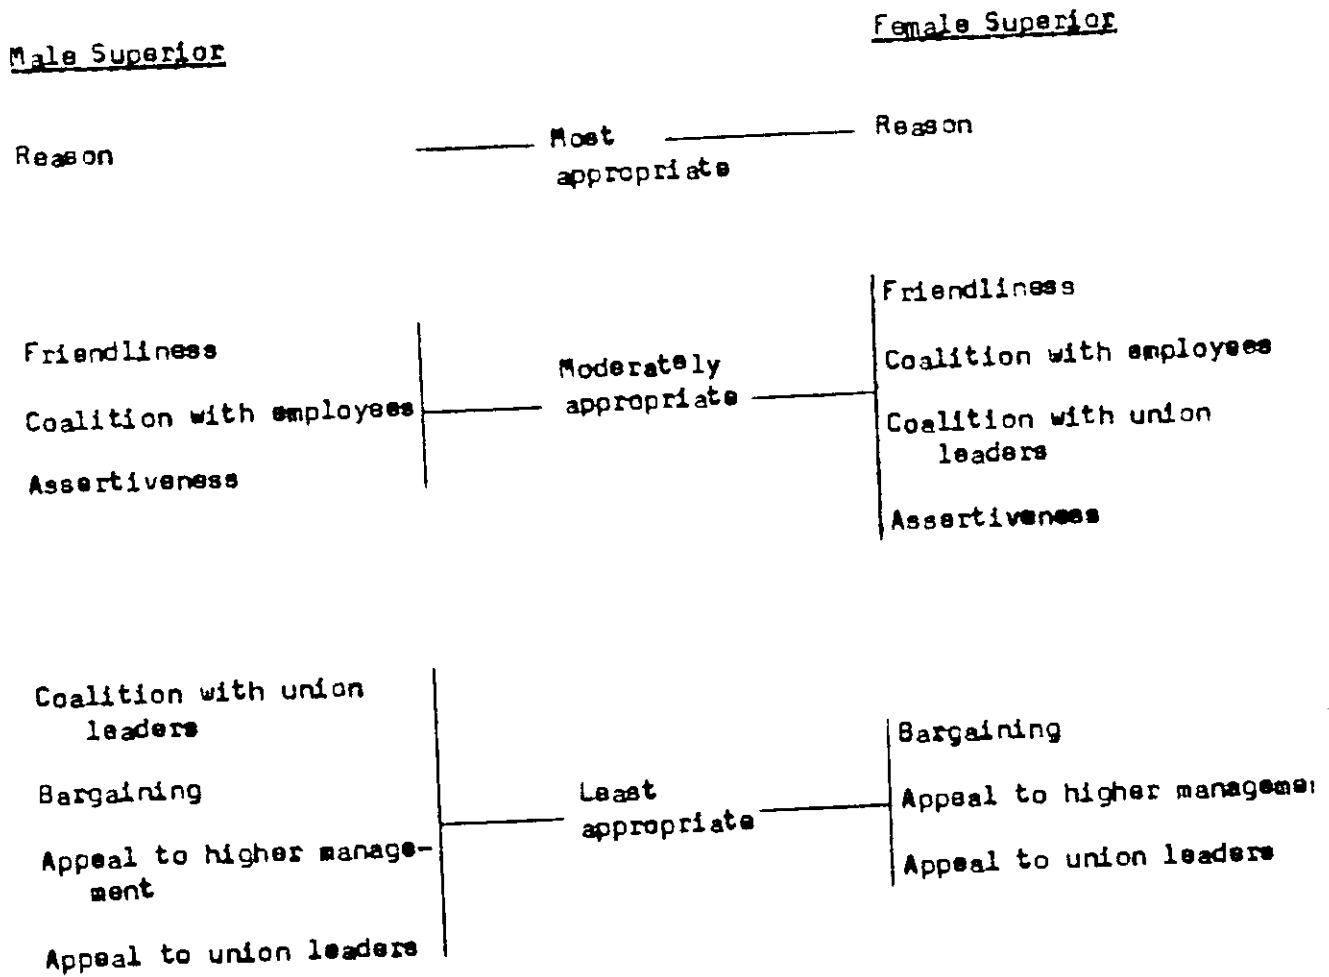 Male Superior
Female Superior
Reason
Most
appropriate
Reason
Friendliness
Coalition with employees
Assertiveness
Moderately
appropriate
Friendliness
Coalition with employees
Coalition with union
leaders
Assertiveness
Coalition with union
leaders
Bargaining
Appeal to higher manage-
ment
Appeal to union leaders
Least
appropriate
Bargaining
Appeal to higher managemen
Appeal to union leaders